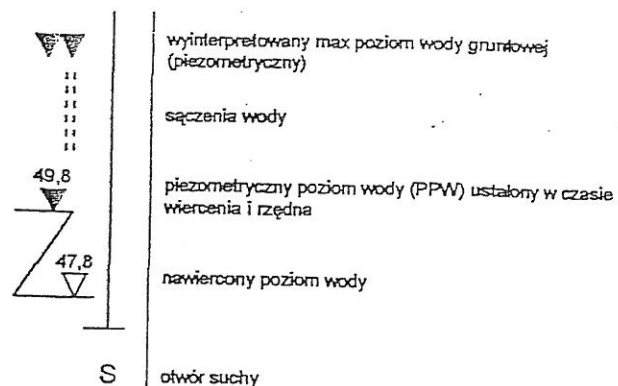 wyinterpretowany max poziom wody gruntowej
(piezometryczny)
sączenia wody
49,8
piezometryczny poziom wody (PPW) ustalony w czasie
wiercenia i rzędna
47,8
nawiercony poziom wody
S
otwór suchy